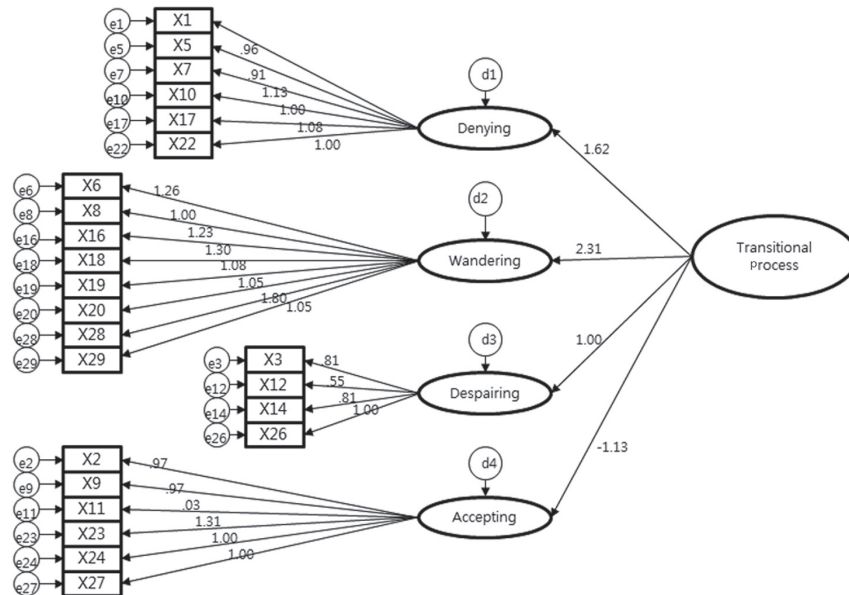 e1 X1
e5 X5
e7 X7
e10 X10
e17 X17
e22 X22
.96
.91
1.13
1.00
1.08
1.00
d1
Denying
1.62
e6 X6
e8 X8
e16 X16
e18 X18
e19 X19
e20 X20
e28 X28
e29 X29
1.26
1.00
1.23
1.30
1.08
1.05
1.80
1.05
d2
Wandering
2.31
Transitional
Process
e3 X3
e12 X12
e14 X14
e26 X26
.81
.55
.81
1.00
d3
Despairing
1.00
e2 X2
e9 X9
e11 X11
e23 X23
e24 X24
e27 X27
.97
.97
.03
1.31
1.00
1.00
d4
Accepting
-1.13